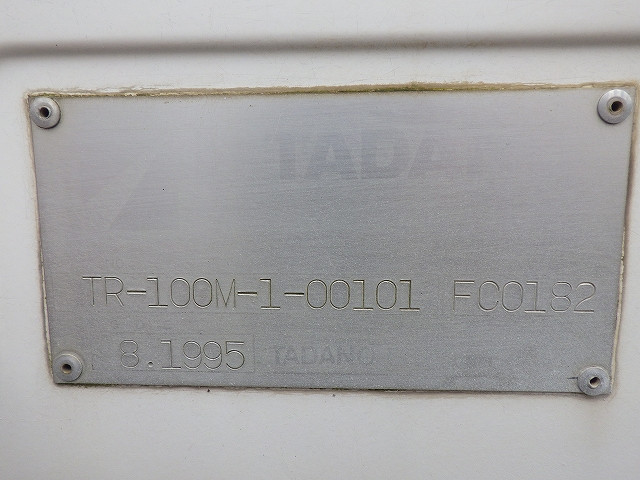 TADANO
TR-100M-1-00101 FC0182
8.1995 TADANO